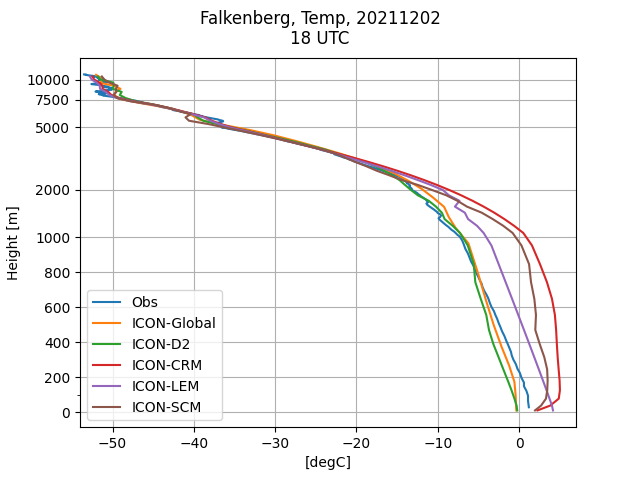 Falkenberg, Temp, 20211202
18 UTC
Height [m]
10000
7500
5000
2000
1000
800
600
400
200
0
Obs
ICON-Global
ICON-D2
ICON-CRM
ICON-LEM
ICON-SCM
−50
−40
−30
−20
−10
0
[degC]